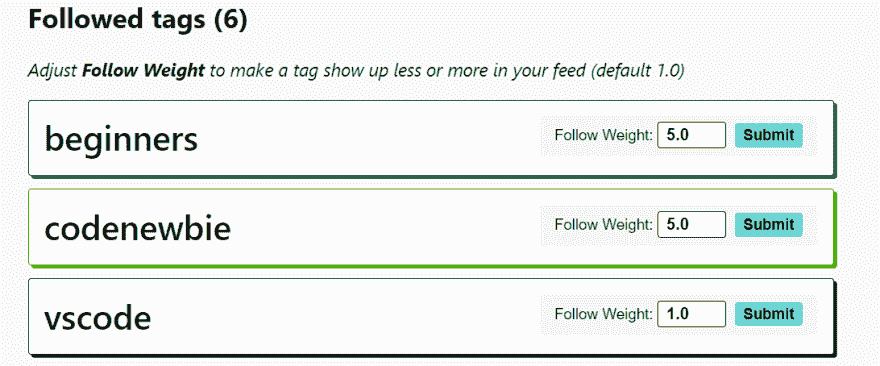 Followed tags (6)
Adjust Follow Weight to make a tag show up less or more in your feed (default 1.0)
beginners Follow Weight: 5.0 Submit
codenewbie Follow Weight: 5.0 Submit
vscode Follow Weight: 1.0 Submit